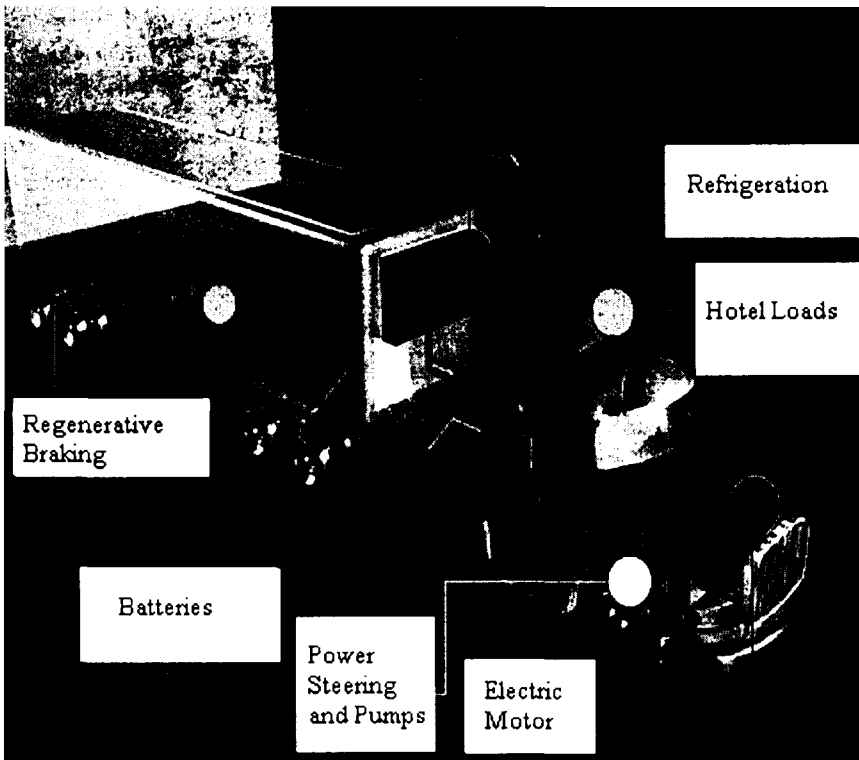 Refrigeration
Hotel Loads
Regenerative
Braking
Batteries
Power
Steering
and Pumps
Electric
Motor